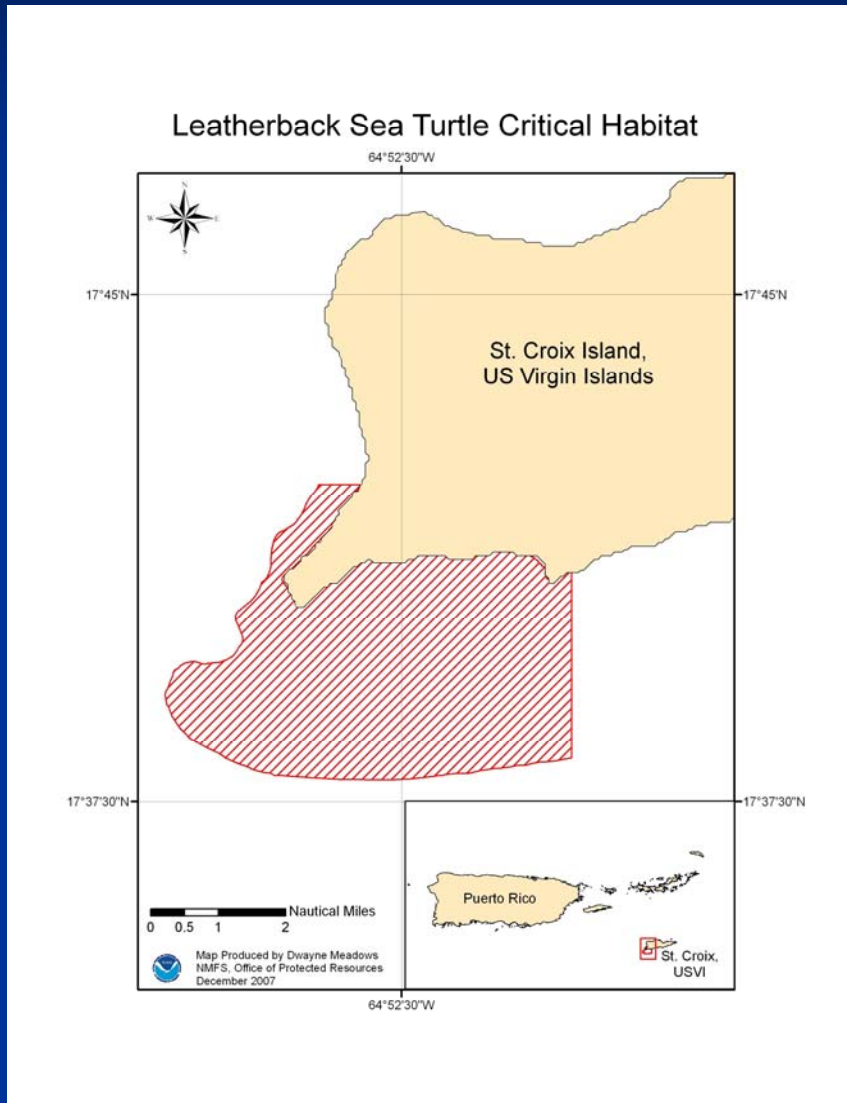 Leatherback Sea Turtle Critical Habitat
64°52'30"W
N
W E
S
17°45'N 17°45'N
St. Croix Island,
US Virgin Islands
17°37'30"N 17°37'30"N
Puerto Rico
Nautical Miles
0 0.5 1 2
St. Croix,
USVI
Map Produced by Dwayne Meadows
NMFS, Office of Protected Resources
December 2007
64°52'30"W